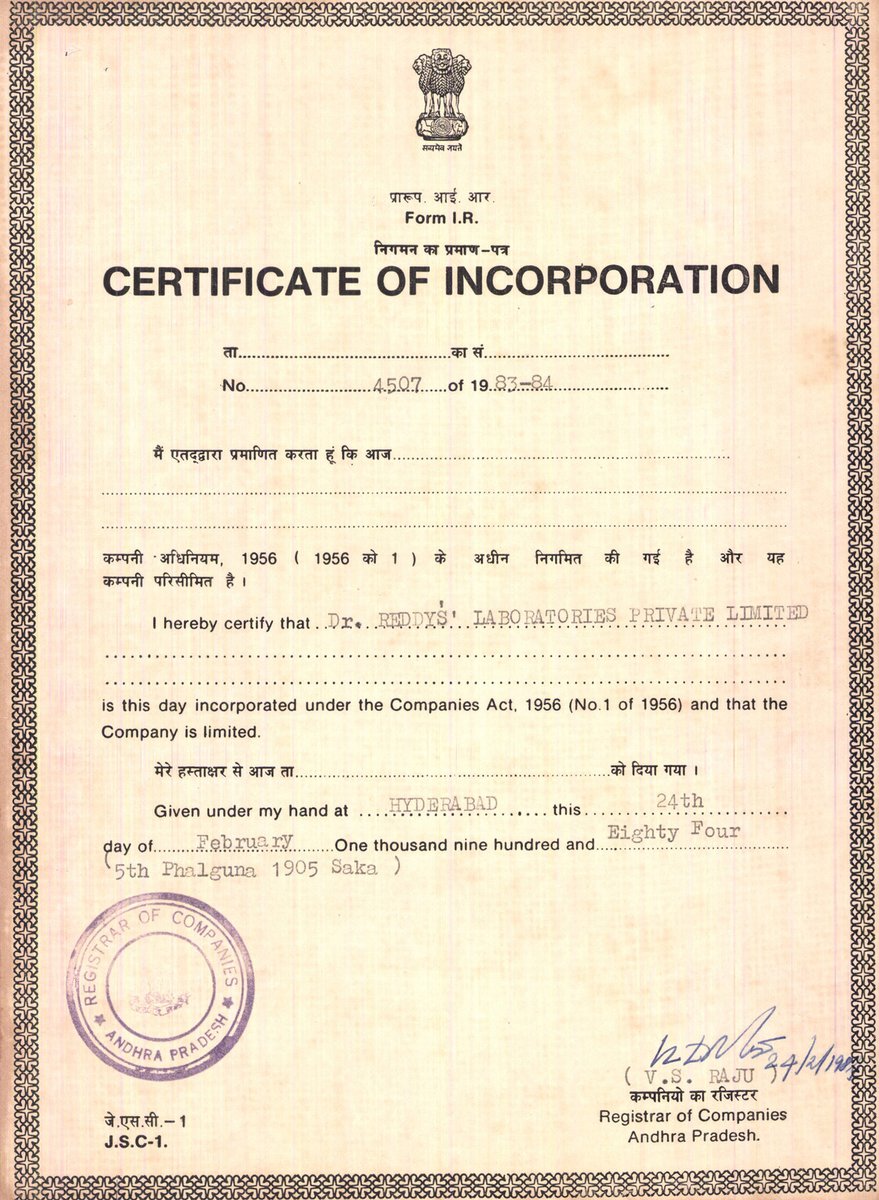 सत्यमेव जयते
प्रारूप. आई. आर.
Form I.R.
निगमन का प्रमाण-पत्र
CERTIFICATE OF INCORPORATION
ता........................................का सं...................................
No........................4507.....of 1983-84......................
मैं एतद्द्वारा प्रमाणित करता हूं कि आज................................................................
कम्पनी अधिनियम, 1956 ( 1956 को 1 ) के अधीन निगमित की गई है और यह
कम्पनी परिसीमित है ।
I hereby certify that ..Dr. REDDY'S' LABORATORIES PRIVATE LIMITED
is this day incorporated under the Companies Act, 1956 (No.1 of 1956) and that the
Company is limited.
मेरे हस्ताक्षर से आज ता............................................................को दिया गया ।
Given under my hand at ....HYDERABAD...... this......24th
day of........February........One thousand nine hundred and..Eighty Four
(5th Phalguna 1905 Saka )
REGISTRAR OF COMPANIES
★ ANDHRA PRADESH ★
24/2/198
( V.S. RAJU )
कम्पनियो का रजिस्टर
Registrar of Companies
Andhra Pradesh.
जे.एस.सी.-1
J.S.C-1.